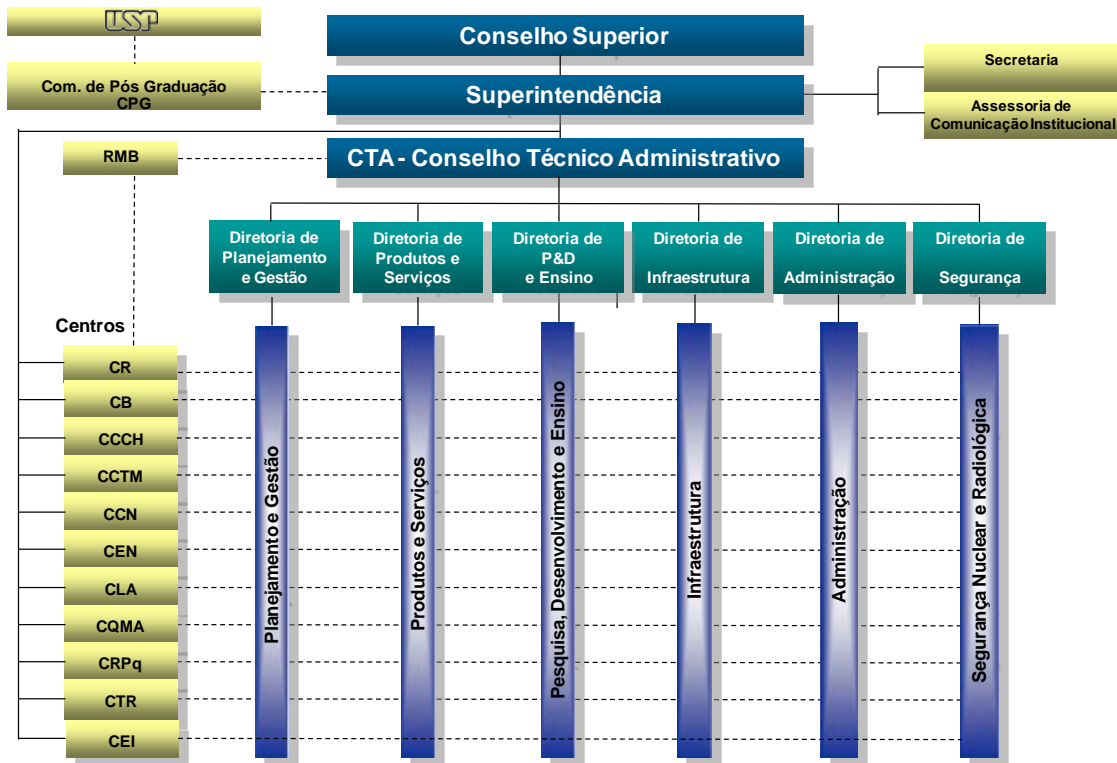 USP
Conselho Superior
Secretaria
Com. de Pós Graduação
CPG
Superintendência
Assessoria de
Comunicação Institucional
RMB
CTA - Conselho Técnico Administrativo
Diretoria de
Planejamento
e Gestão
Diretoria de
Produtos e
Serviços
Diretoria de
P&D
e Ensino
Diretoria de
Infraestrutura
Diretoria de
Administração
Diretoria de
Segurança
Centros
CR
CB
CCCH
CCTM
CCN
CEN
CLA
CQMA
CRPq
CTR
CEI
Planejamento e Gestão
Produtos e Serviços
Pesquisa, Desenvolvimento e Ensino
Infraestrutura
Administração
Segurança Nuclear e Radiológica